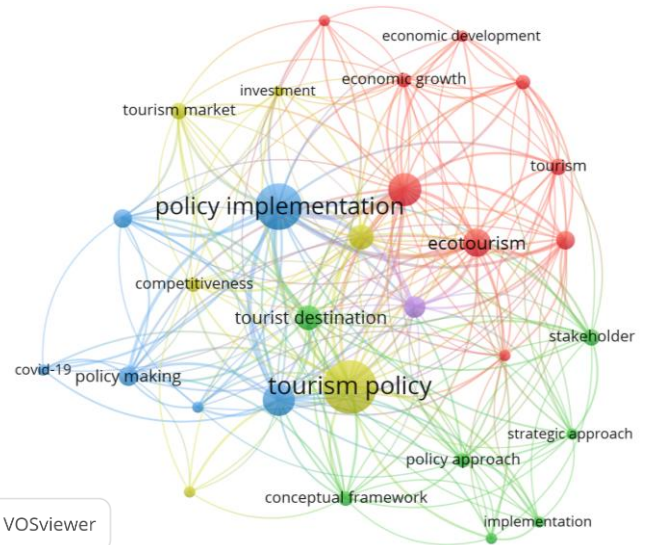 economic development
economic growth
investment
tourism market
tourism
policy implementation
ecotourism
competitiveness
tourist destination
stakeholder
covid-19
policy making
tourism policy
strategic approach
policy approach
conceptual framework
implementation
VOSviewer